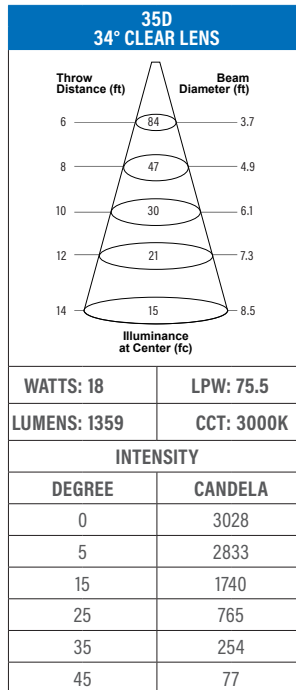 35D
34° CLEAR LENS
Throw Beam
Distance (ft) Diameter (ft)
6 84 3.7
8 47 4.9
10 30 6.1
12 21 7.3
14 15 8.5
Illuminance
at Center (fc)
WATTS: 18 LPW: 75.5
LUMENS: 1359 CCT: 3000K
INTENSITY
DEGREE CANDELA
0 3028
5 2833
15 1740
25 765
35 254
45 77